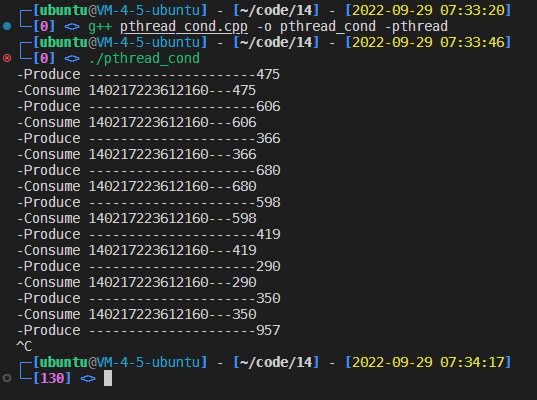 ┌─[ubuntu@VM-4-5-ubuntu] - [~/code/14] - [2022-09-29 07:33:20]
└─[0] <> g++ pthread_cond.cpp -o pthread_cond -pthread
┌─[ubuntu@VM-4-5-ubuntu] - [~/code/14] - [2022-09-29 07:33:46]
└─[0] <> ./pthread_cond
-Produce ---------------------475
-Consume 140217223612160---475
-Produce ---------------------606
-Consume 140217223612160---606
-Produce ---------------------366
-Consume 140217223612160---366
-Produce ---------------------680
-Consume 140217223612160---680
-Produce ---------------------598
-Consume 140217223612160---598
-Produce ---------------------419
-Consume 140217223612160---419
-Produce ---------------------290
-Consume 140217223612160---290
-Produce ---------------------350
-Consume 140217223612160---350
-Produce ---------------------957
^C
┌─[ubuntu@VM-4-5-ubuntu] - [~/code/14] - [2022-09-29 07:34:17]
└─[130] <>